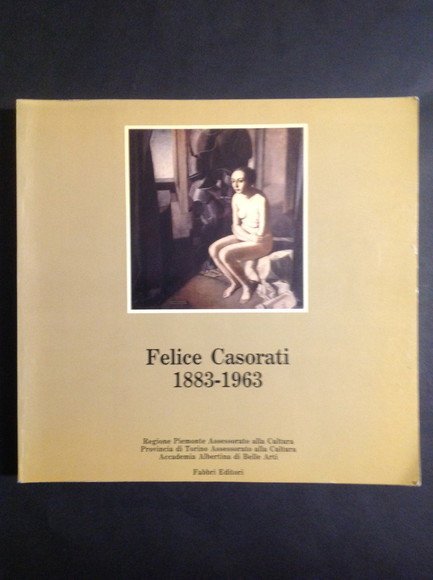 Felice Casorati
1883-1963
Regione Piemonte Assessorato alla Cultura
Provincia di Torino Assessorato alla Cultura
Accademia Albertina di Belle Arti
Fabbri Editori